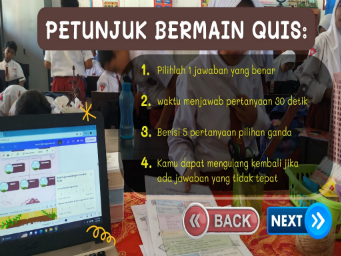 PETUNJUK BERMAIN QUIS:
1. Pilihlah 1 jawaban yang benar
2. waktu menjawab pertanyaan 30 detik
3. Berisi 5 pertanyaan pilihan ganda
4. Kamu dapat mengulang kembali jika
ada jawaban yang tidak tepat
BACK
NEXT